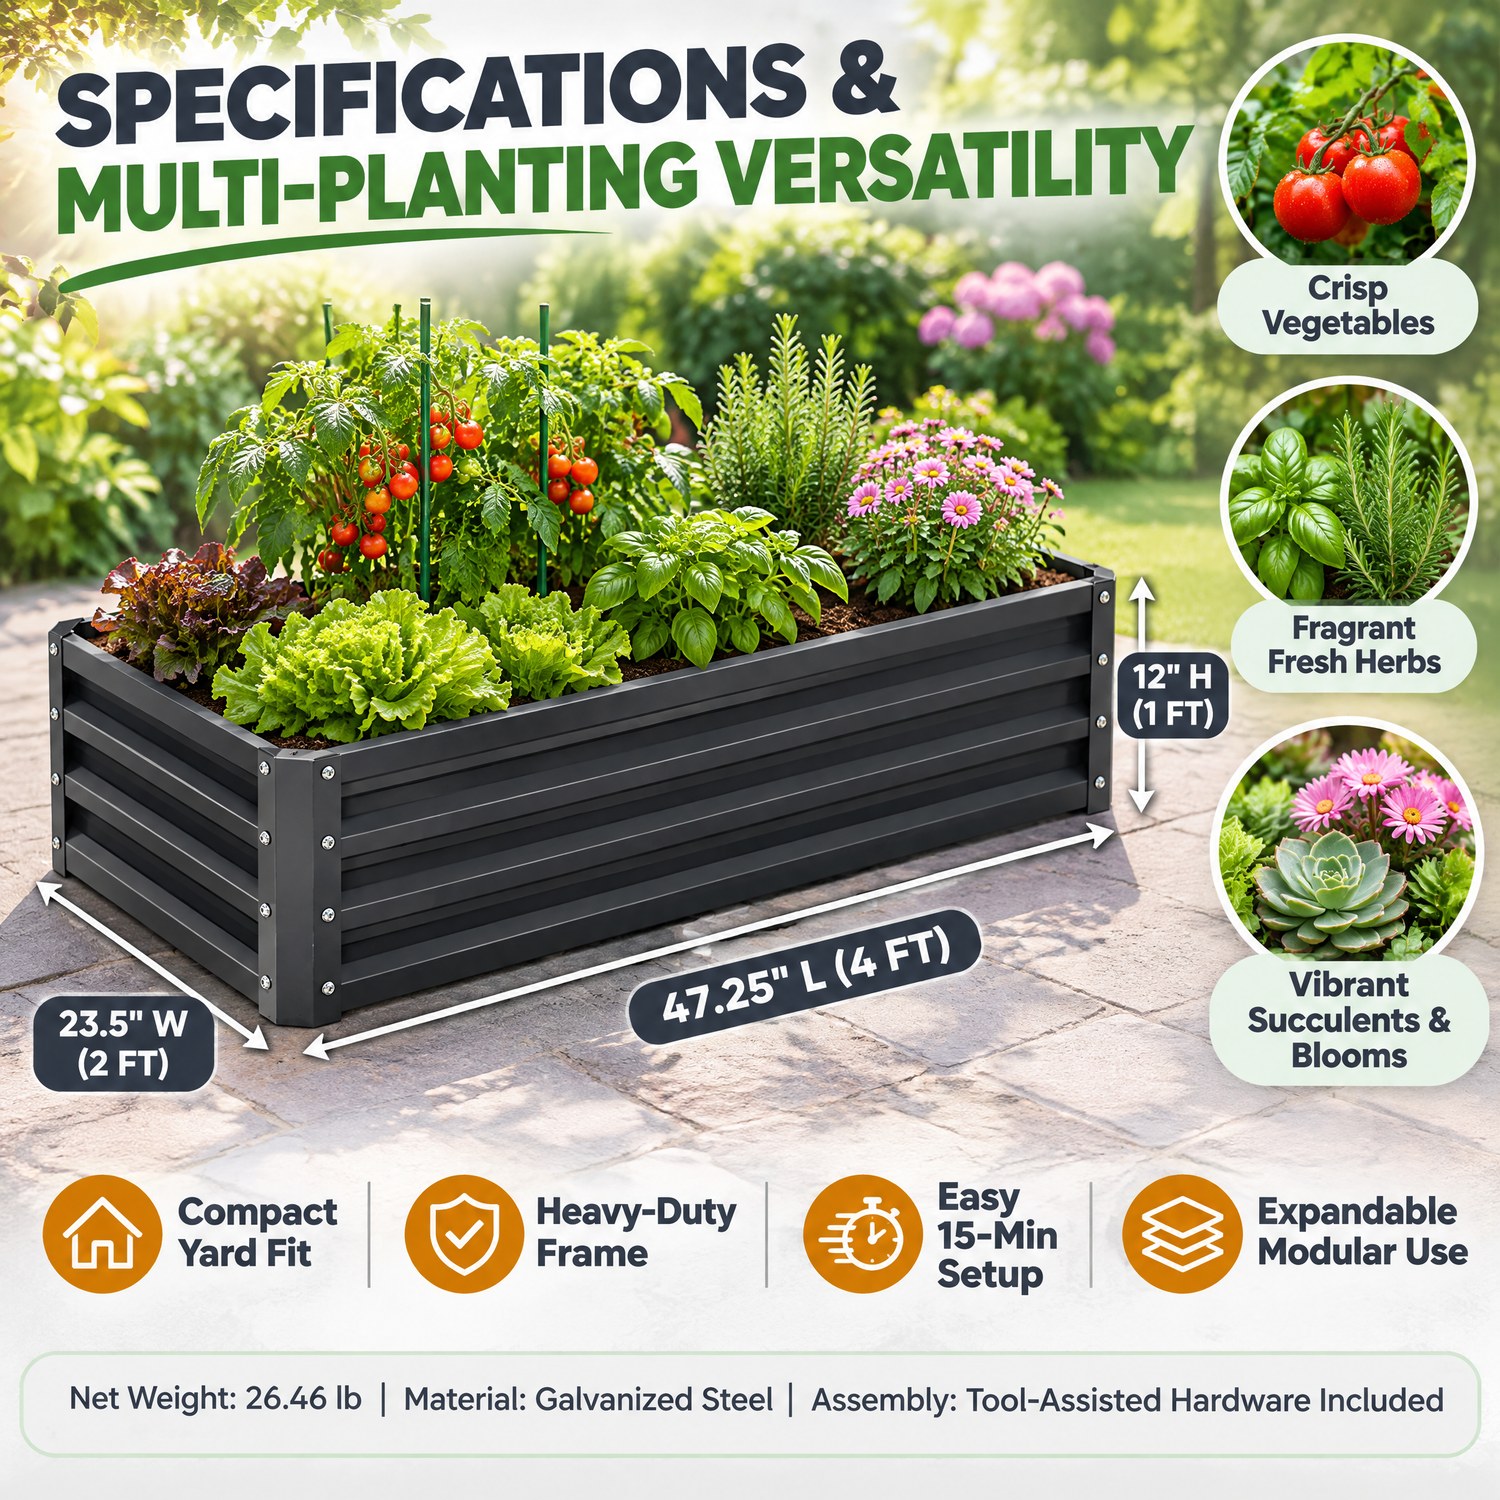 SPECIFICATIONS &
MULTI-PLANTING VERSATILITY
Crisp
Vegetables
Fragrant
Fresh Herbs
12" H
(1 FT)
47.25" L (4 FT)
23.5" W
(2 FT)
Vibrant
Succulents &
Blooms
Compact
Yard Fit
Heavy-Duty
Frame
Easy
15-Min
Setup
Expandable
Modular Use
Net Weight: 26.46 lb | Material: Galvanized Steel | Assembly: Tool-Assisted Hardware Included